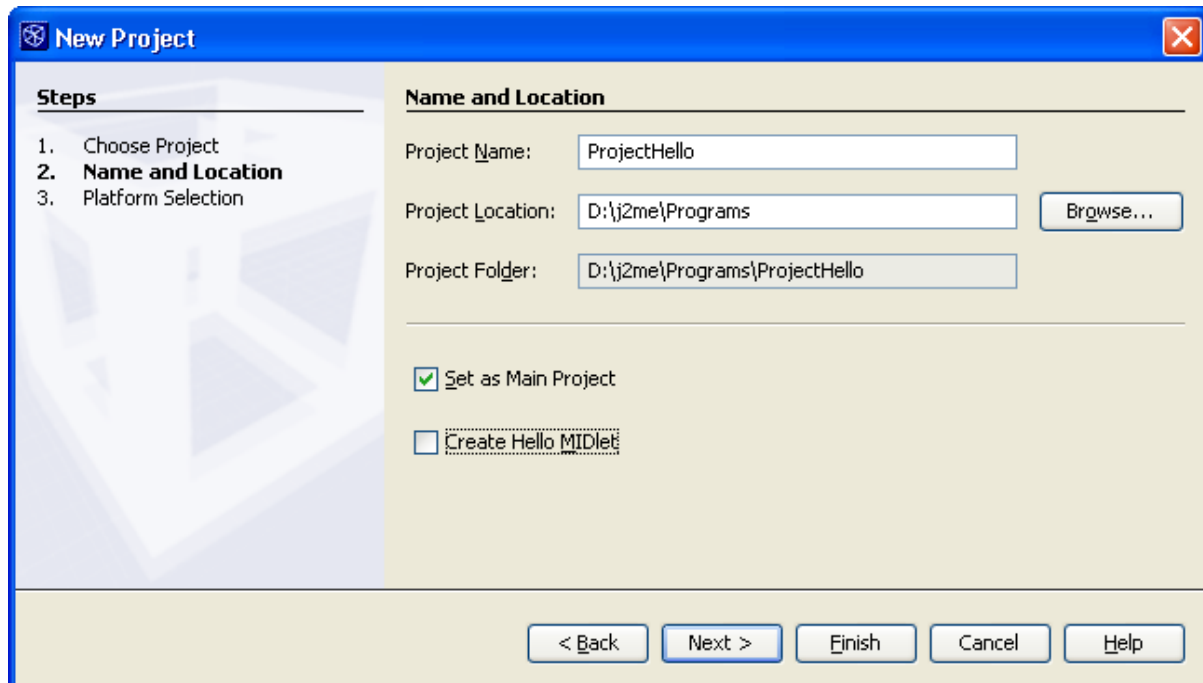 New Project
Steps
1. Choose Project
2. Name and Location
3. Platform Selection
Name and Location
Project Name: ProjectHello
Project Location: D:\j2me\Programs Browse...
Project Folder: D:\j2me\Programs\ProjectHello
Set as Main Project
Create Hello MIDlet
< Back Next > Finish Cancel Help